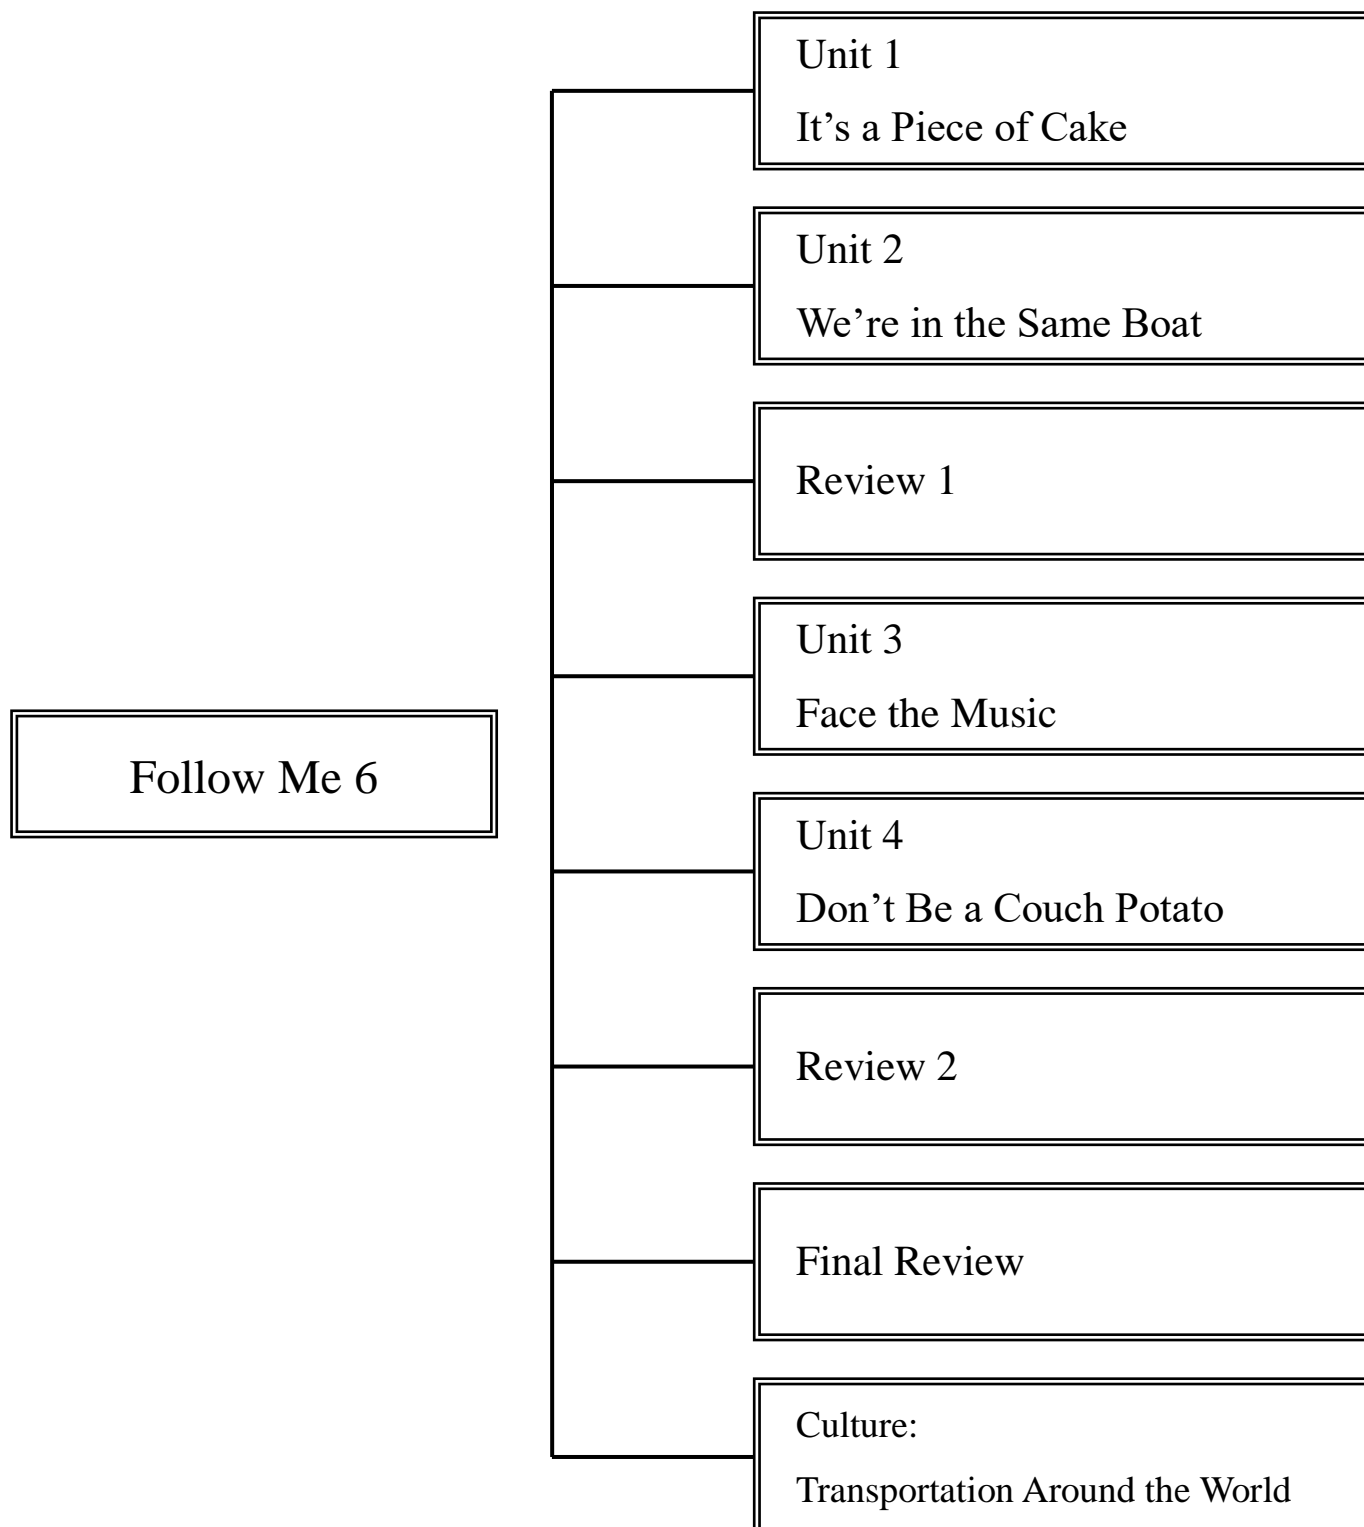 Follow Me 6
Unit 1
It’s a Piece of Cake
Unit 2
We’re in the Same Boat
Review 1
Unit 3
Face the Music
Unit 4
Don’t Be a Couch Potato
Review 2
Final Review
Culture:
Transportation Around the World